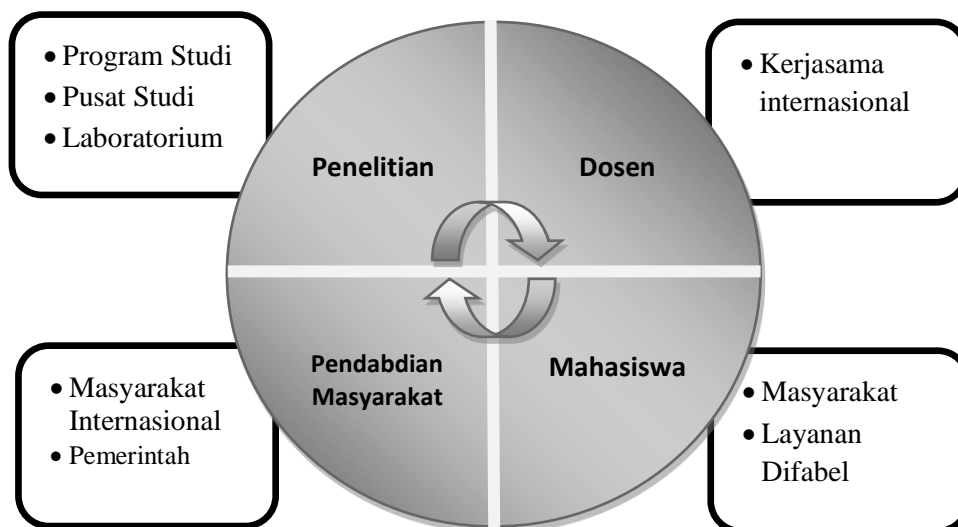 • Program Studi
• Pusat Studi
• Laboratorium
• Kerjasama
internasional
Penelitian
Dosen
Pendabdian
Masyarakat
Mahasiswa
• Masyarakat
Internasional
• Pemerintah
• Masyarakat
• Layanan
Difabel